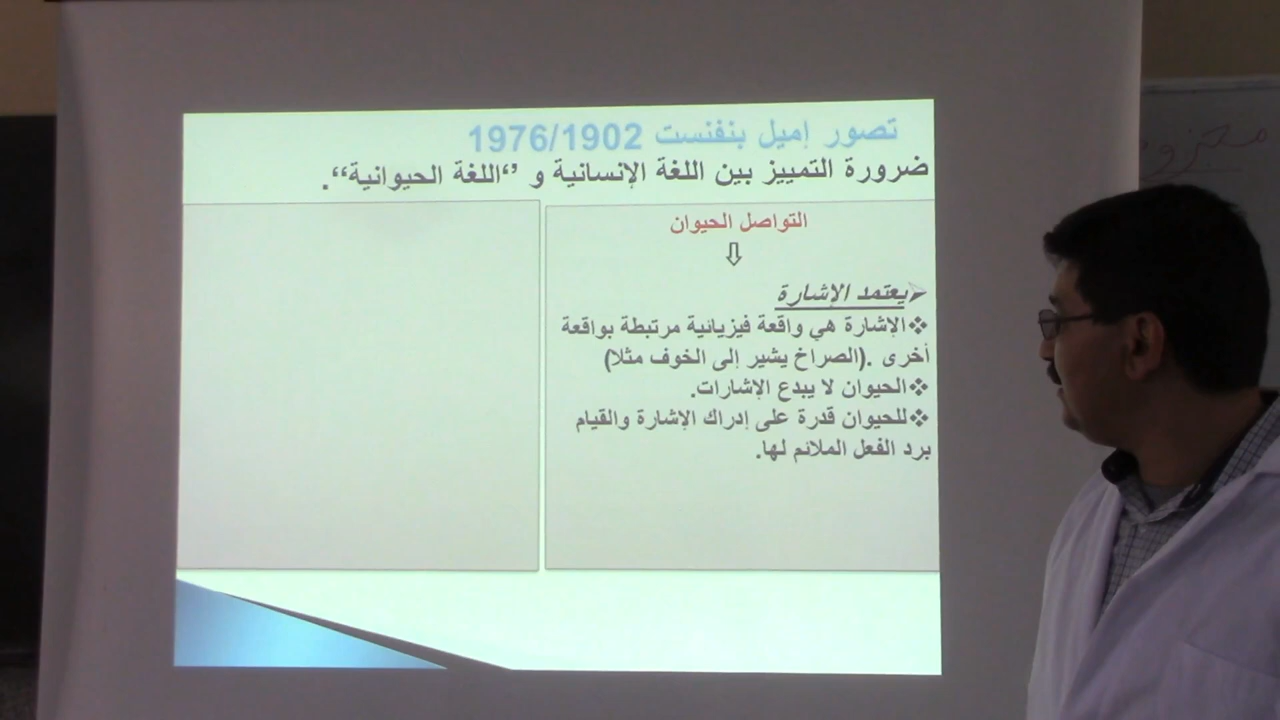 تصور إميل بنفنست 1976/1902
ضرورة التمييز بين اللغة الإنسانية و “اللغة الحيوانية“.
التواصل الحيوان
يعتمد الإشارة
الإشارة هي واقعة فيزيائية مرتبطة بواقعة
أخرى .(الصراخ يشير إلى الخوف مثلا)
الحيوان لا يبدع الإشارات.
للحيوان قدرة على إدراك الإشارة والقيام
برد الفعل الملائم لها.